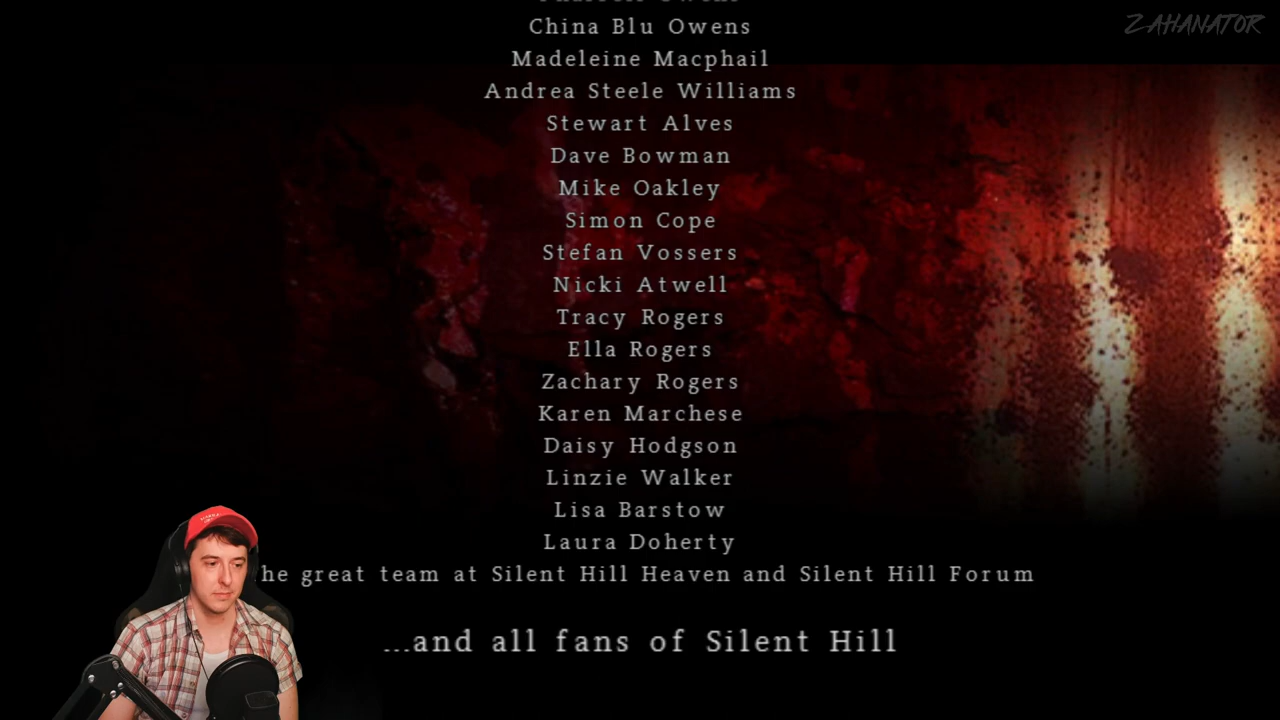 ZAHANATOR
China Blu Owens
Madeleine Macphail
Andrea Steele Williams
Stewart Alves
Dave Bowman
Mike Oakley
Simon Cope
Stefan Vossers
Nicki Atwell
Tracy Rogers
Ella Rogers
Zachary Rogers
Karen Marchese
Daisy Hodgson
Linzie Walker
Lisa Barstow
Laura Doherty
he great team at Silent Hill Heaven and Silent Hill Forum
...and all fans of Silent Hill